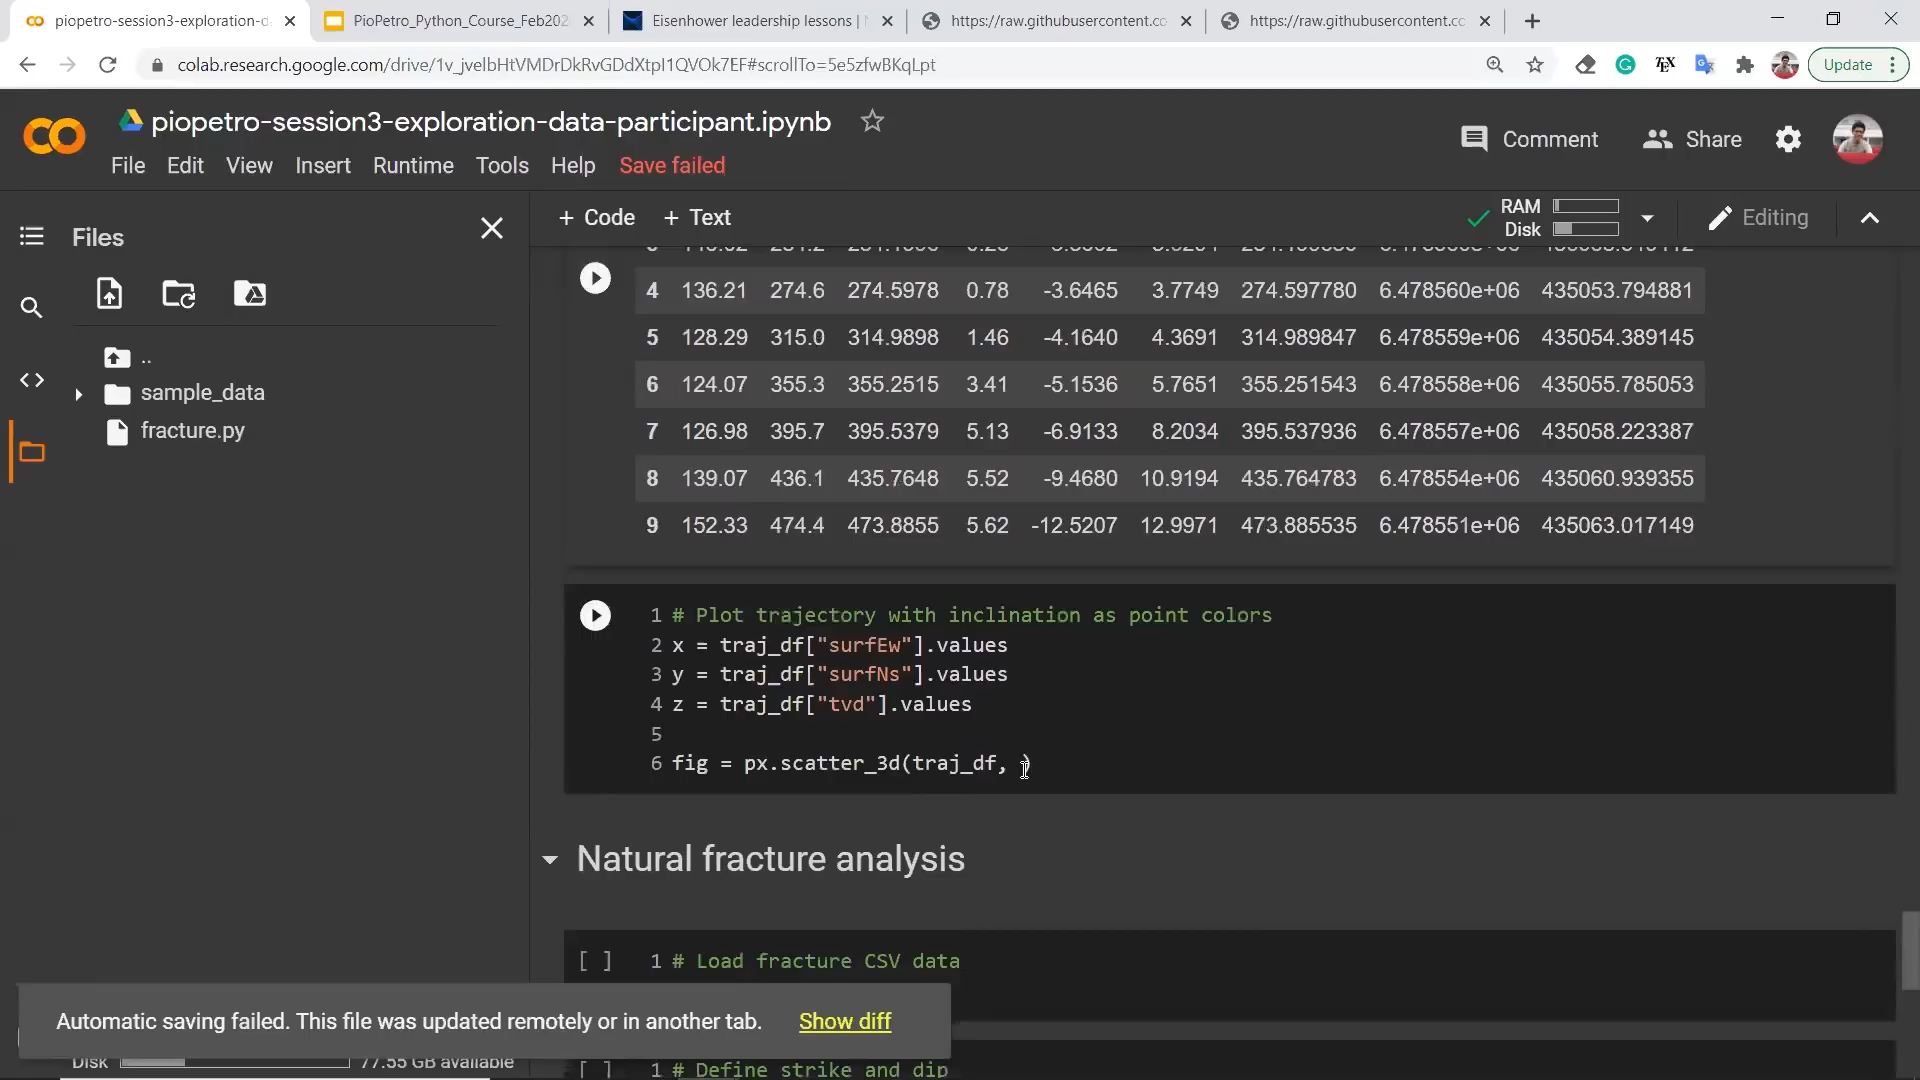 piopetro-session3-exploration-d
PioPetro_Python_Course_Feb202
Eisenhower leadership lessons |
https://raw.githubusercontent.co
https://raw.githubusercontent.cc
colab.research.google.com/drive/1v_jvelbHtVMDrDkRvGDdXtpI1QVOk7EF#scrollTo=5e5zfwBKqLpt
Update
piopetro-session3-exploration-data-participant.ipynb
Comment
Share
File Edit View Insert Runtime Tools Help Save failed
Files
+ Code + Text
RAM
Disk
Editing
..
sample_data
fracture.py
4 136.21 274.6 274.5978 0.78 -3.6465 3.7749 274.597780 6.478560e+06 435053.794881
5 128.29 315.0 314.9898 1.46 -4.1640 4.3691 314.989847 6.478559e+06 435054.389145
6 124.07 355.3 355.2515 3.41 -5.1536 5.7651 355.251543 6.478558e+06 435055.785053
7 126.98 395.7 395.5379 5.13 -6.9133 8.2034 395.537936 6.478557e+06 435058.223387
8 139.07 436.1 435.7648 5.52 -9.4680 10.9194 435.764783 6.478554e+06 435060.939355
9 152.33 474.4 473.8855 5.62 -12.5207 12.9971 473.885535 6.478551e+06 435063.017149
1 # Plot trajectory with inclination as point colors
2 x = traj_df["surfEw"].values
3 y = traj_df["surfNs"].values
4 z = traj_df["tvd"].values
5
6 fig = px.scatter_3d(traj_df, )
Natural fracture analysis
[ ] 1 # Load fracture CSV data
Automatic saving failed. This file was updated remotely or in another tab. Show diff
Disk 77.55 GB available
[ ] 1 # Define strike and dip